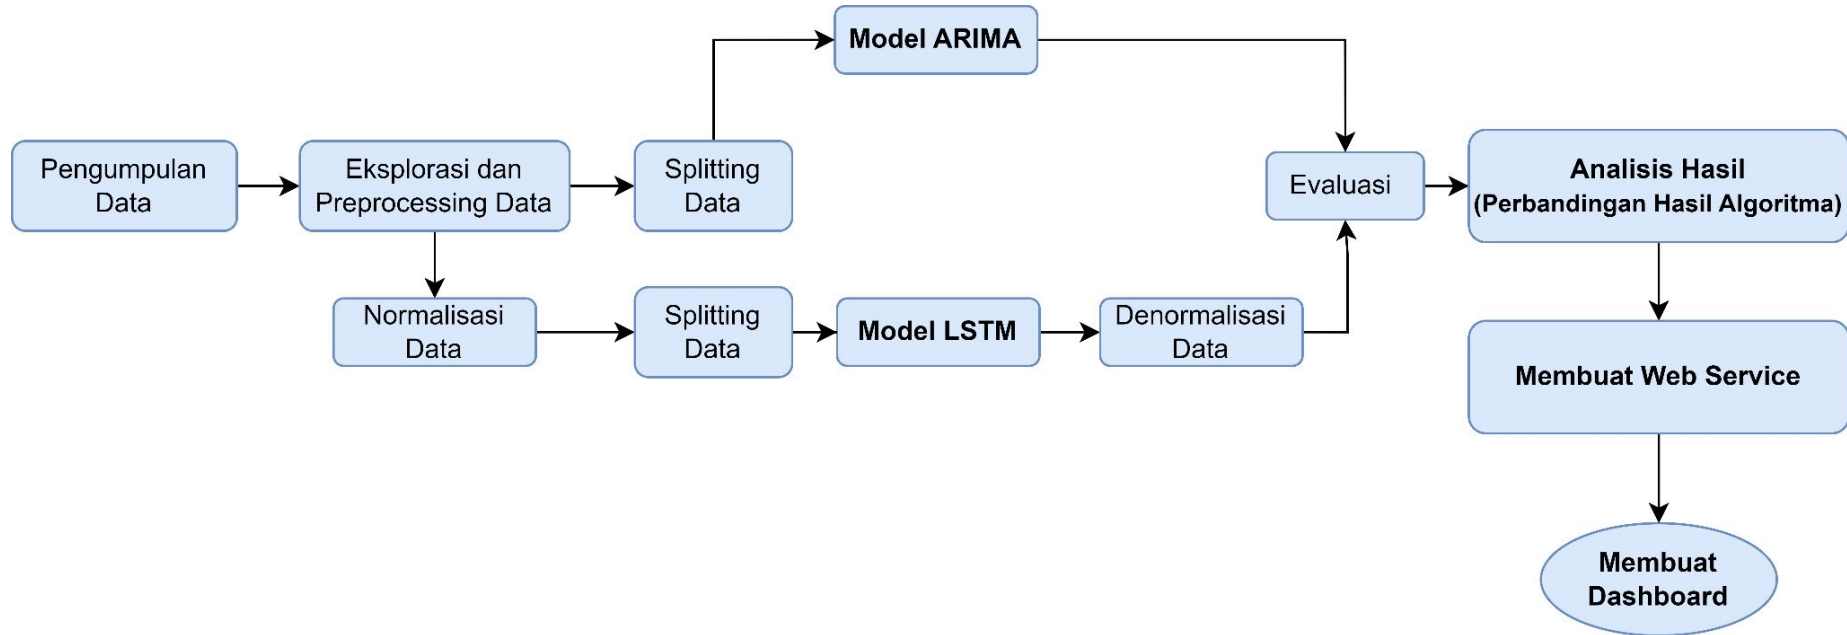 Model ARIMA
Pengumpulan
Data
Eksplorasi dan
Preprocessing Data
Splitting
Data
Evaluasi
Analisis Hasil
(Perbandingan Hasil Algoritma)
Normalisasi
Data
Splitting
Data
Model LSTM
Denormalisasi
Data
Membuat Web Service
Membuat
Dashboard